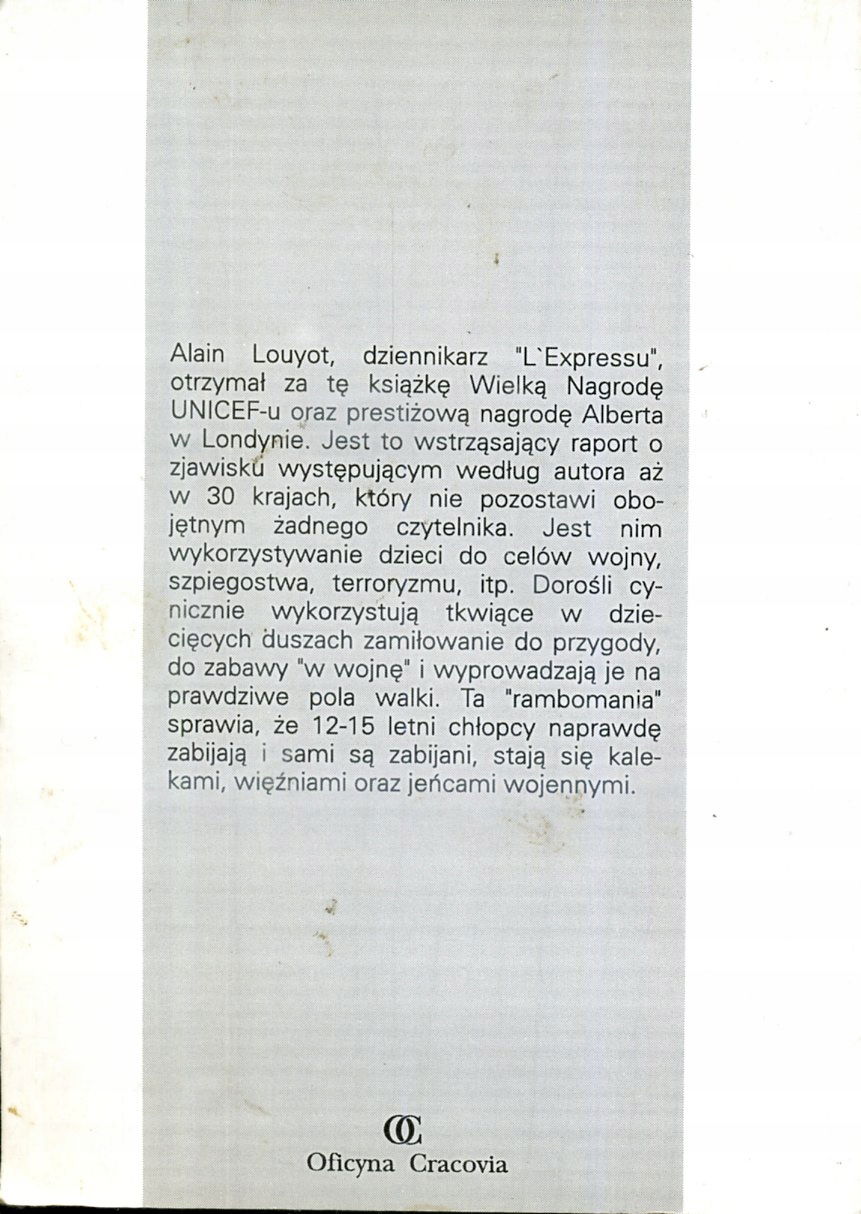 Alain Louyot, dziennikarz "L`Expressu",
otrzymał za tę książkę Wielką Nagrodę
UNICEF-u oraz prestiżową nagrodę Alberta
w Londynie. Jest to wstrząsający raport o
zjawisku występującym według autora aż
w 30 krajach, który nie pozostawi obo-
jętnym żadnego czytelnika. Jest nim
wykorzystywanie dzieci do celów wojny,
szpiegostwa, terroryzmu, itp. Dorośli cy-
nicznie wykorzystują tkwiące w dzie-
cięcych duszach zamiłowanie do przygody,
do zabawy "w wojnę" i wyprowadzają je na
prawdziwe pola walki. Ta "rambomania"
sprawia, że 12-15 letni chłopcy naprawdę
zabijają i sami są zabijani, stają się kale-
kami, więźniami oraz jeńcami wojennymi.
OC
Oficyna Cracovia